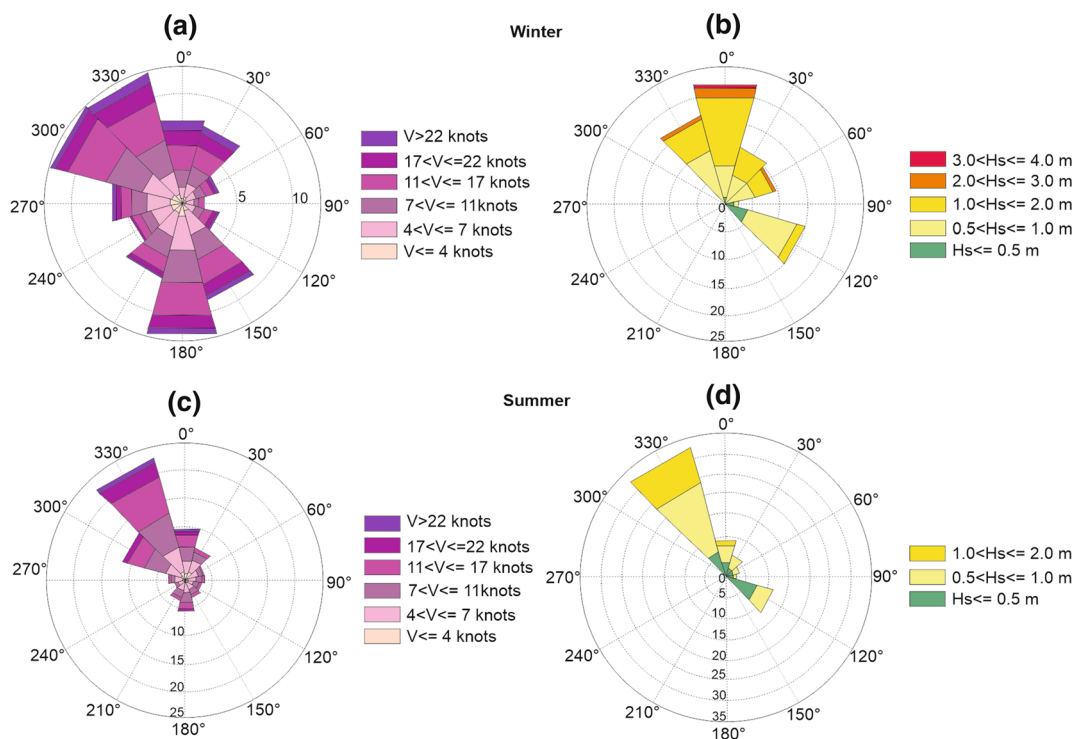 (a)
Winter
(b)
0°
30°
60°
90°
120°
150°
180°
210°
240°
270°
300°
330°
5
10
V>22 knots
17<V<=22 knots
11<V<= 17 knots
7<V<= 11knots
4<V<= 7 knots
V<= 4 knots
0°
30°
60°
90°
120°
150°
180°
210°
240°
270°
300°
330°
0
5
10
15
20
25
3.0<Hs<= 4.0 m
2.0<Hs<= 3.0 m
1.0<Hs<= 2.0 m
0.5<Hs<= 1.0 m
Hs<= 0.5 m
(c)
Summer
(d)
0°
30°
60°
90°
120°
150°
180°
210°
240°
270°
300°
330°
10
15
20
25
V>22 knots
17<V<=22 knots
11<V<= 17 knots
7<V<= 11knots
4<V<= 7 knots
V<= 4 knots
0°
30°
60°
90°
120°
150°
180°
210°
240°
270°
300°
330°
0
5
10
15
20
25
30
35
1.0<Hs<= 2.0 m
0.5<Hs<= 1.0 m
Hs<= 0.5 m